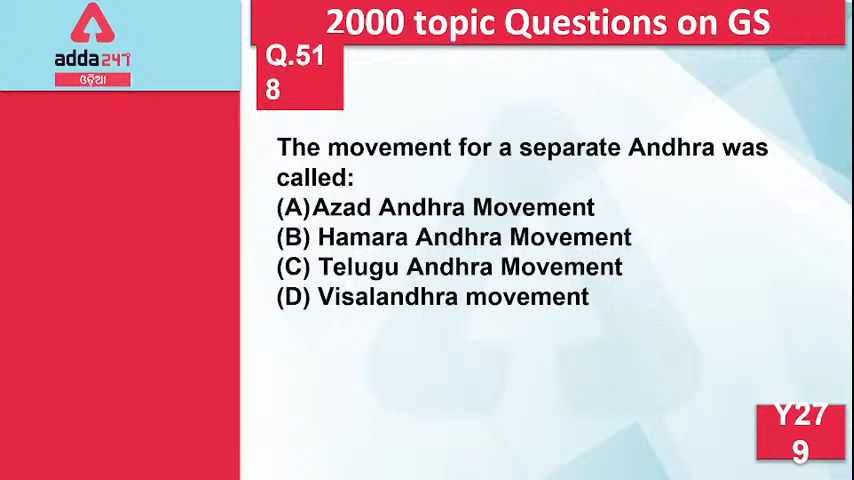 adda247
ଓଡ଼ିଆ
2000 topic Questions on GS
Q.51
8
The movement for a separate Andhra was
called:
(A)Azad Andhra Movement
(B) Hamara Andhra Movement
(C) Telugu Andhra Movement
(D) Visalandhra movement
Y27
9